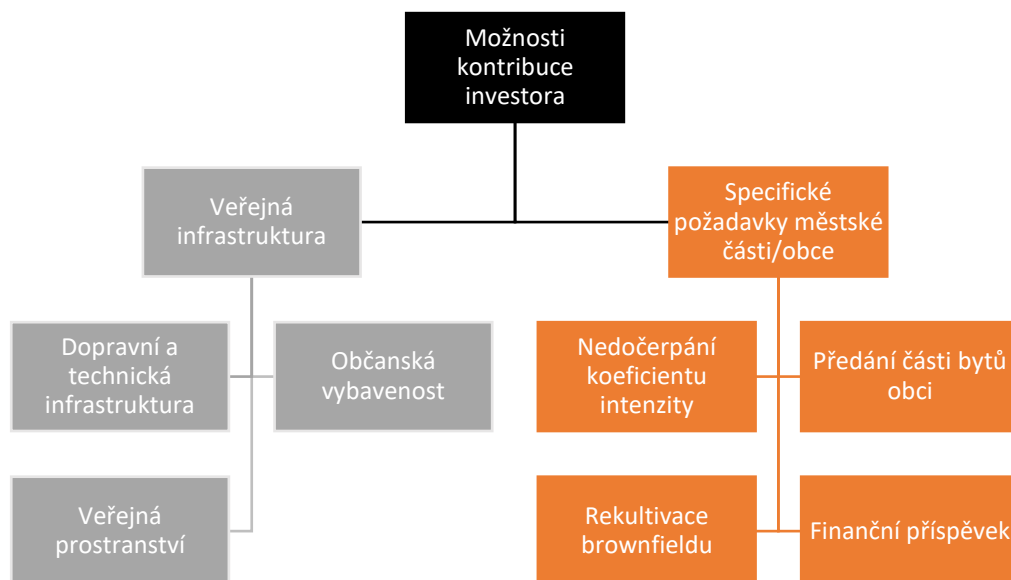 Možnosti
kontribuce
investora
Veřejná
infrastruktura
Specifické
požadavky městské
části/obce
Dopravní a
technická
infrastruktura
Občanská
vybavenost
Nedočerpání
koeficientu
intenzity
Předání části bytů
obci
Veřejná
prostranství
Rekultivace
brownfieldu
Finanční příspěvek